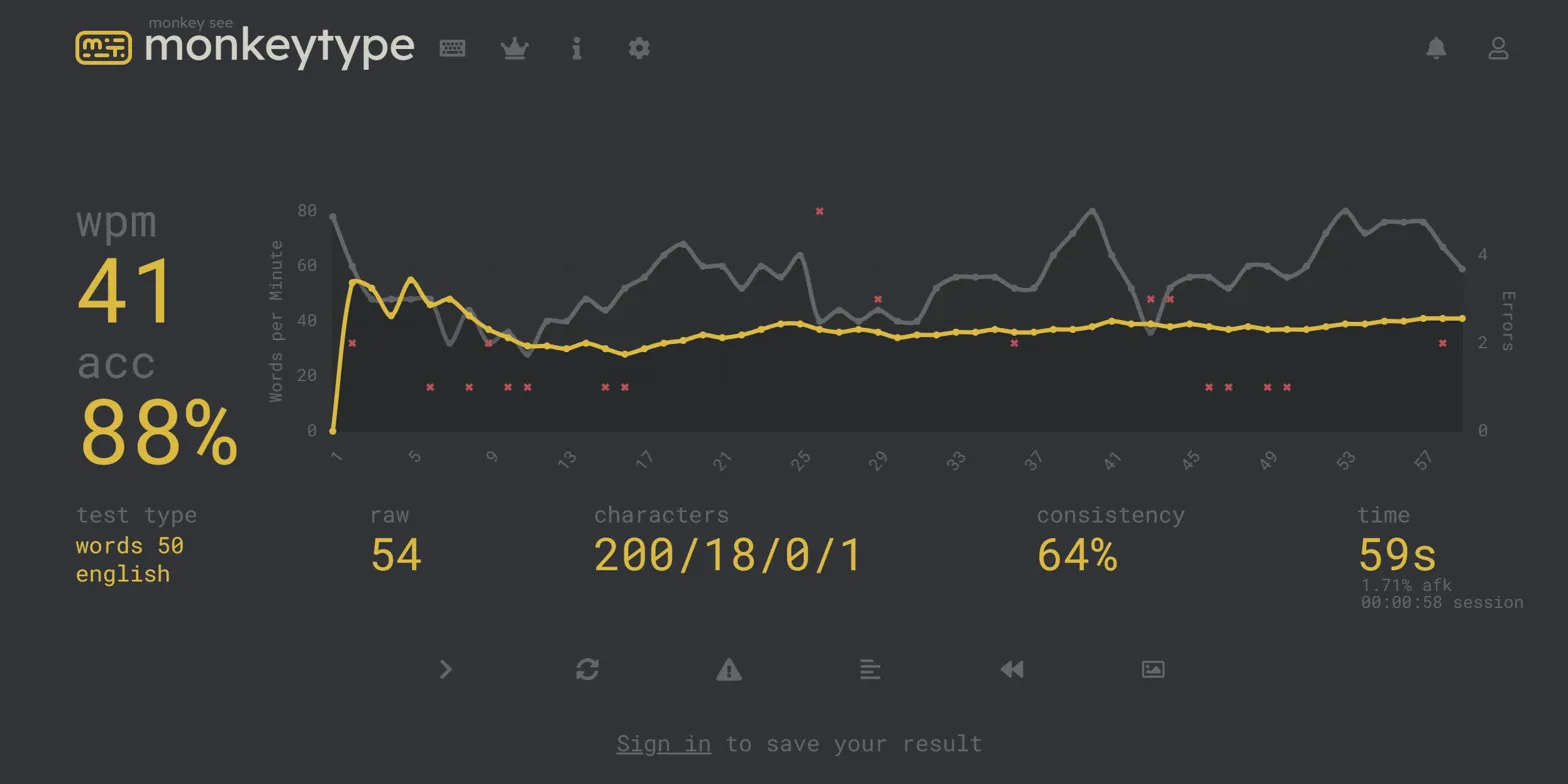 monkey see
monkeytype
wpm
41
acc
88%
Words per Minute
80
60
40
20
0
4
2
0
Errors
1 5 9 13 17 21 25 29 33 37 41 45 49 53 57
test type
words 50
english
raw
54
characters
200/18/0/1
consistency
64%
time
59s
1.71% afk
00:00:58 session
Sign in to save your result